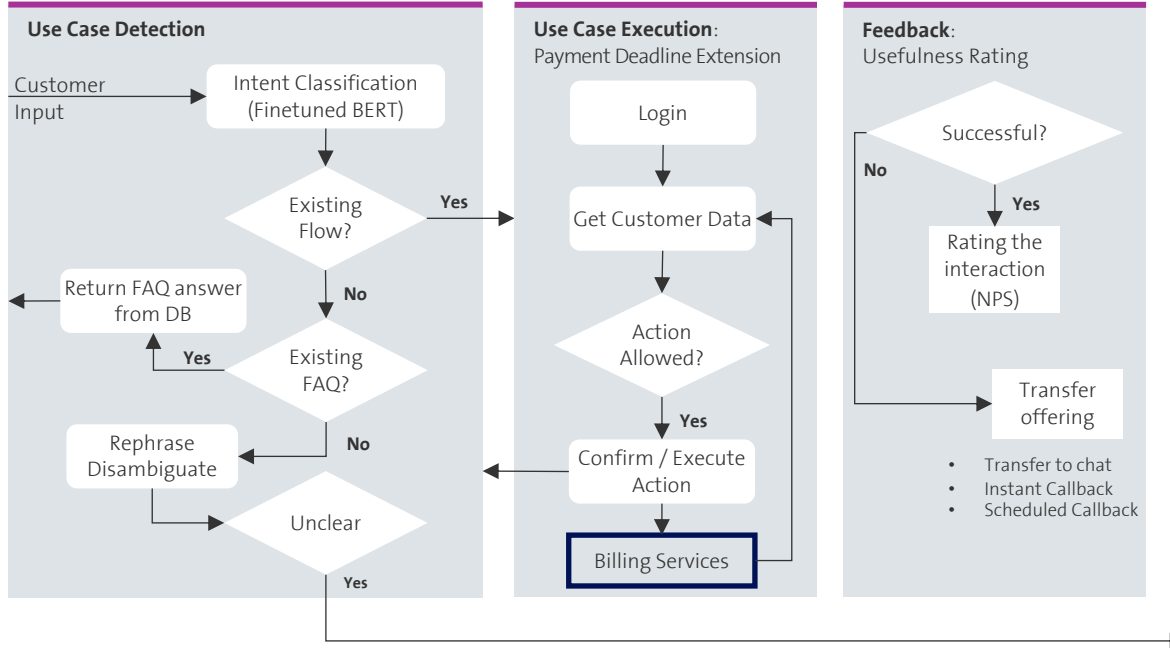 Use Case Detection
Customer
Input
Intent Classification
(Finetuned BERT)
Existing
Flow?
Yes
No
Return FAQ answer
from DB
Yes
Existing
FAQ?
No
Rephrase
Disambiguate
Unclear
Yes
Use Case Execution:
Payment Deadline Extension
Login
Get Customer Data
Action
Allowed?
Yes
Confirm / Execute
Action
Billing Services
Feedback:
Usefulness Rating
Successful?
No
Yes
Rating the
interaction
(NPS)
Transfer
offering
• Transfer to chat
• Instant Callback
• Scheduled Callback